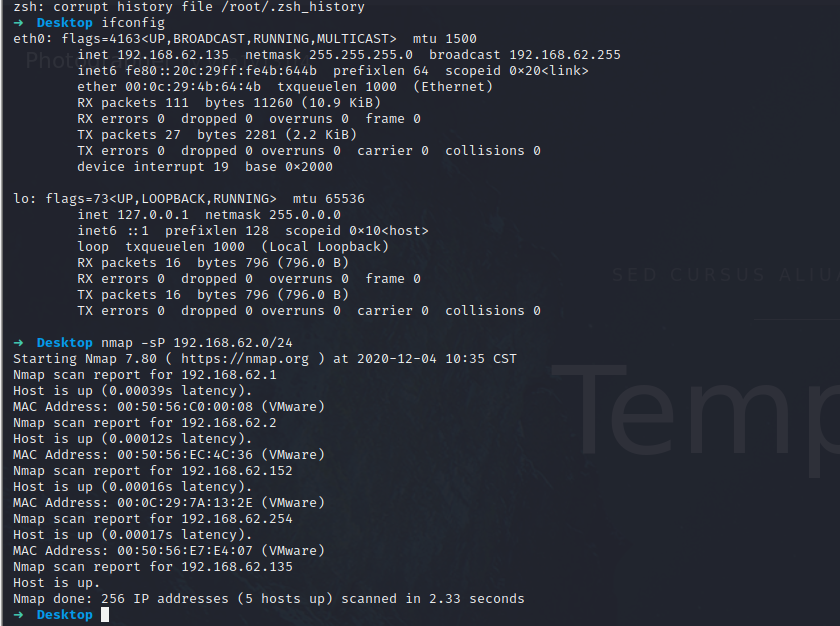 zsh: corrupt history file /root/.zsh_history
→ Desktop ifconfig
eth0: flags=4163<UP,BROADCAST,RUNNING,MULTICAST>  mtu 1500
        inet 192.168.62.135  netmask 255.255.255.0  broadcast 192.168.62.255
        inet6 fe80::20c:29ff:fe4b:644b  prefixlen 64  scopeid 0×20<link>
        ether 00:0c:29:4b:64:4b  txqueuelen 1000  (Ethernet)
        RX packets 111  bytes 11260 (10.9 KiB)
        RX errors 0  dropped 0  overruns 0  frame 0
        TX packets 27  bytes 2281 (2.2 KiB)
        TX errors 0  dropped 0 overruns 0  carrier 0  collisions 0
        device interrupt 19  base 0×2000
lo: flags=73<UP,LOOPBACK,RUNNING>  mtu 65536
        inet 127.0.0.1  netmask 255.0.0.0
        inet6 ::1  prefixlen 128  scopeid 0×10<host>
        loop  txqueuelen 1000  (Local Loopback)
        RX packets 16  bytes 796 (796.0 B)
        RX errors 0  dropped 0  overruns 0  frame 0
        TX packets 16  bytes 796 (796.0 B)
        TX errors 0  dropped 0 overruns 0  carrier 0  collisions 0
SED CURSUS ALIUA
→ Desktop nmap -sP 192.168.62.0/24
Starting Nmap 7.80 ( https://nmap.org ) at 2020-12-04 10:35 CST
Nmap scan report for 192.168.62.1
Host is up (0.00039s latency).
MAC Address: 00:50:56:C0:00:08 (VMware)
Nmap scan report for 192.168.62.2
Host is up (0.00012s latency).
MAC Address: 00:50:56:EC:4C:36 (VMware)
Nmap scan report for 192.168.62.152
Host is up (0.00016s latency).
MAC Address: 00:0C:29:7A:13:2E (VMware)
Nmap scan report for 192.168.62.254
Host is up (0.00017s latency).
MAC Address: 00:50:56:E7:E4:07 (VMware)
Nmap scan report for 192.168.62.135
Host is up.
Nmap done: 256 IP addresses (5 hosts up) scanned in 2.33 seconds
→ Desktop
Temp